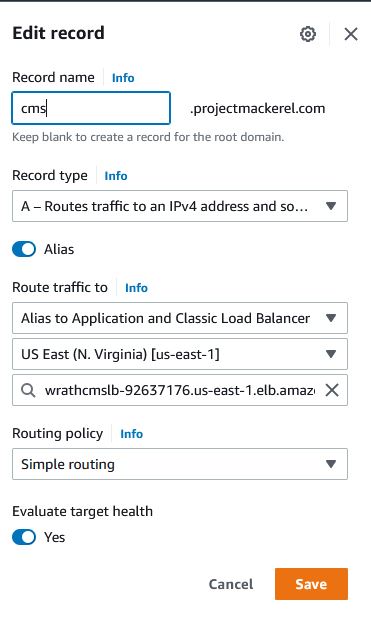 Edit record
Record name Info
cms .projectmackerel.com
Keep blank to create a record for the root domain.
Record type Info
A – Routes traffic to an IPv4 address and so...
Alias
Route traffic to Info
Alias to Application and Classic Load Balancer
US East (N. Virginia) [us-east-1]
wrathcmslb-92637176.us-east-1.elb.amaz
Routing policy Info
Simple routing
Evaluate target health
Yes
Cancel Save